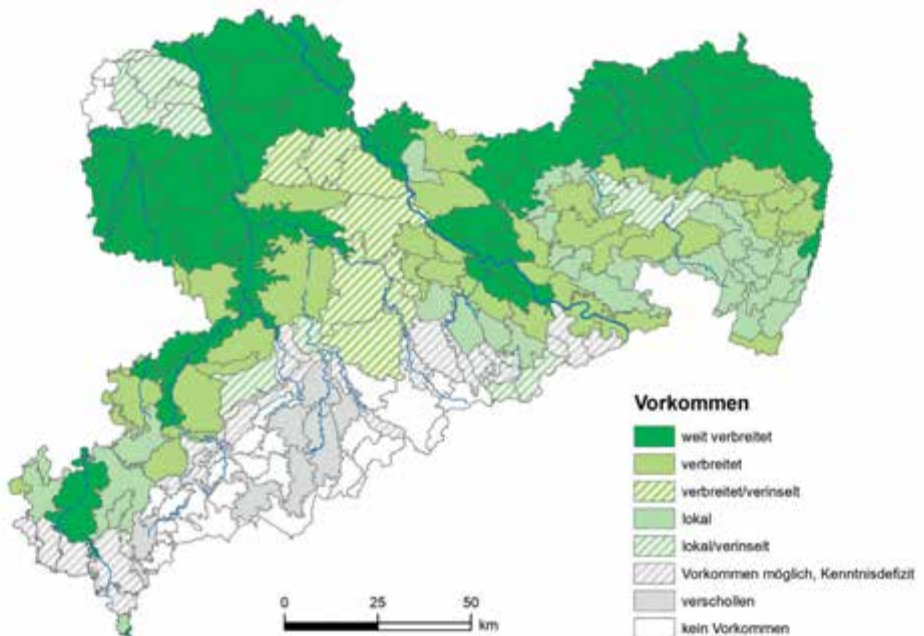 Vorkommen
weit verbreitet
verbreitet
verbreitet/verinselt
lokal
lokal/verinselt
Vorkommen möglich, Kenntnisdefizit
verschollen
kein Vorkommen
0 25 50
km